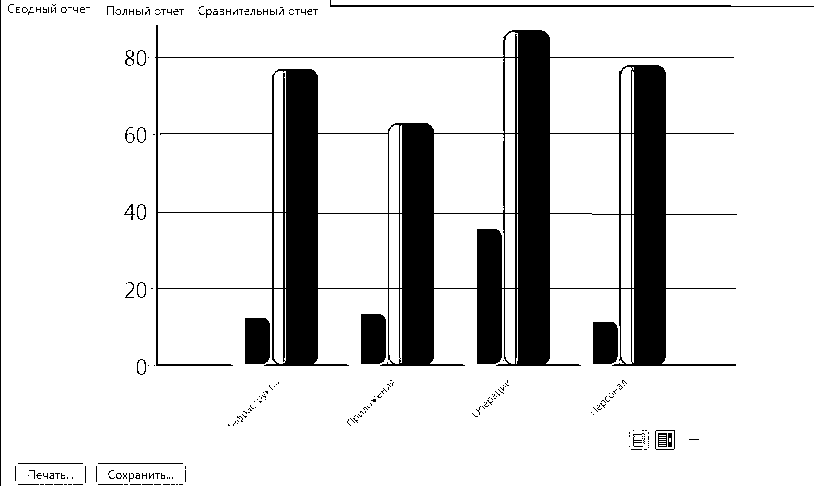 Сводный отчет Полный отчет Сравнительный отчет
80
60
40
20
0
Приложения
Операции
Персонал
Печать...
Сохранить...